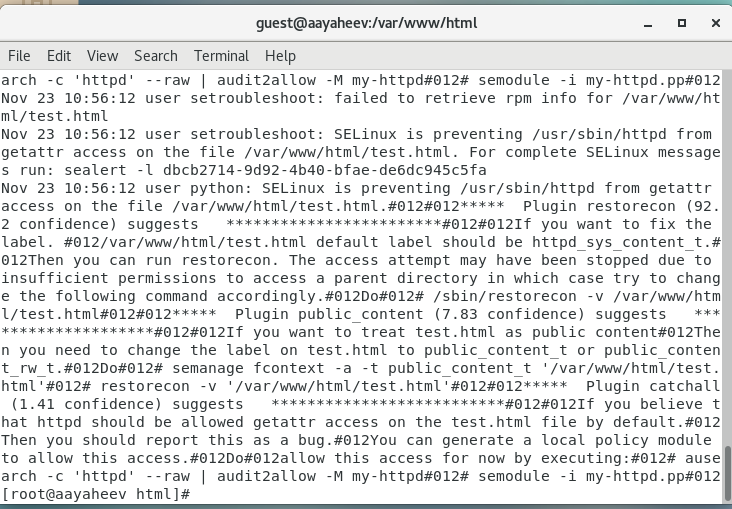 guest@aayaheev:/var/www/html
File Edit View Search Terminal Help
arch -c 'httpd' --raw | audit2allow -M my-httpd#012# semodule -i my-httpd.pp#012
Nov 23 10:56:12 user setroubleshoot: failed to retrieve rpm info for /var/www/ht
ml/test.html
Nov 23 10:56:12 user setroubleshoot: SELinux is preventing /usr/sbin/httpd from
getattr access on the file /var/www/html/test.html. For complete SELinux message
s run: sealert -l dbcb2714-9d92-4b40-bfae-de6dc945c5fa
Nov 23 10:56:12 user python: SELinux is preventing /usr/sbin/httpd from getattr
access on the file /var/www/html/test.html.#012#012*****  Plugin restorecon (92.
2 confidence) suggests   ************************#012#012If you want to fix the
label. #012/var/www/html/test.html default label should be httpd_sys_content_t.#
012Then you can run restorecon. The access attempt may have been stopped due to
insufficient permissions to access a parent directory in which case try to chang
e the following command accordingly.#012Do#012# /sbin/restorecon -v /var/www/htm
l/test.html#012#012*****  Plugin public_content (7.83 confidence) suggests   ***
*******************#012#012If you want to treat test.html as public content#012The
n you need to change the label on test.html to public_content_t or public_conten
t_rw_t.#012Do#012# semanage fcontext -a -t public_content_t '/var/www/html/test.
html'#012# restorecon -v '/var/www/html/test.html'#012#012*****  Plugin catchall
(1.41 confidence) suggests   **************************#012#012If you believe t
hat httpd should be allowed getattr access on the test.html file by default.#012
Then you should report this as a bug.#012You can generate a local policy module
to allow this access.#012Do#012allow this access for now by executing:#012# ause
arch -c 'httpd' --raw | audit2allow -M my-httpd#012# semodule -i my-httpd.pp#012
[root@aayaheev html]#